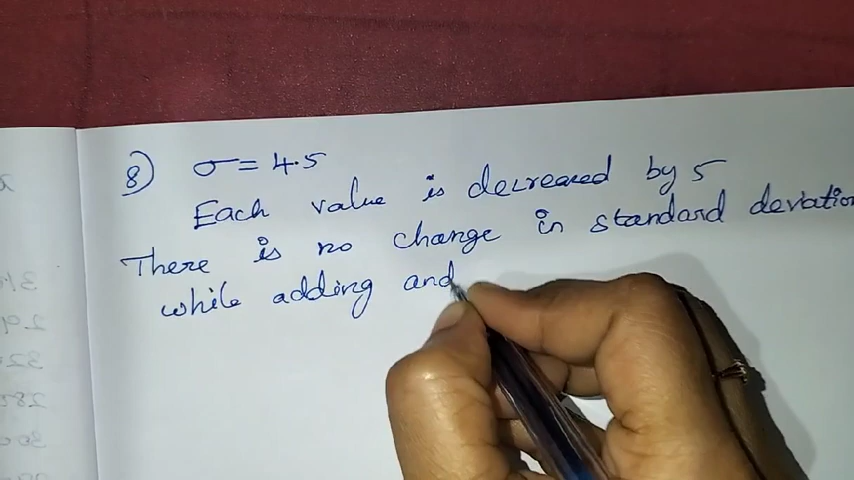 8) σ = 4.5
Each value is decreased by 5
There is no change in standard deviation
while adding and